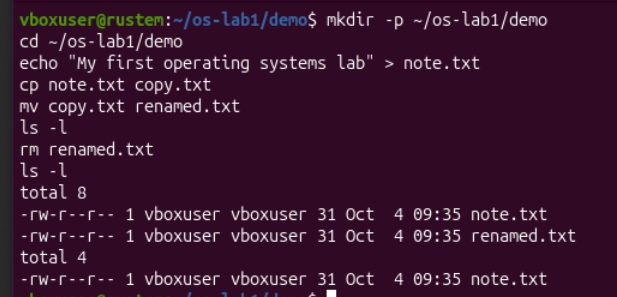 vboxuser@rustem:~/os-lab1/demo$ mkdir -p ~/os-lab1/demo
cd ~/os-lab1/demo
echo "My first operating systems lab" > note.txt
cp note.txt copy.txt
mv copy.txt renamed.txt
ls -l
rm renamed.txt
ls -l
total 8
-rw-r--r-- 1 vboxuser vboxuser 31 Oct  4 09:35 note.txt
-rw-r--r-- 1 vboxuser vboxuser 31 Oct  4 09:35 renamed.txt
total 4
-rw-r--r-- 1 vboxuser vboxuser 31 Oct  4 09:35 note.txt